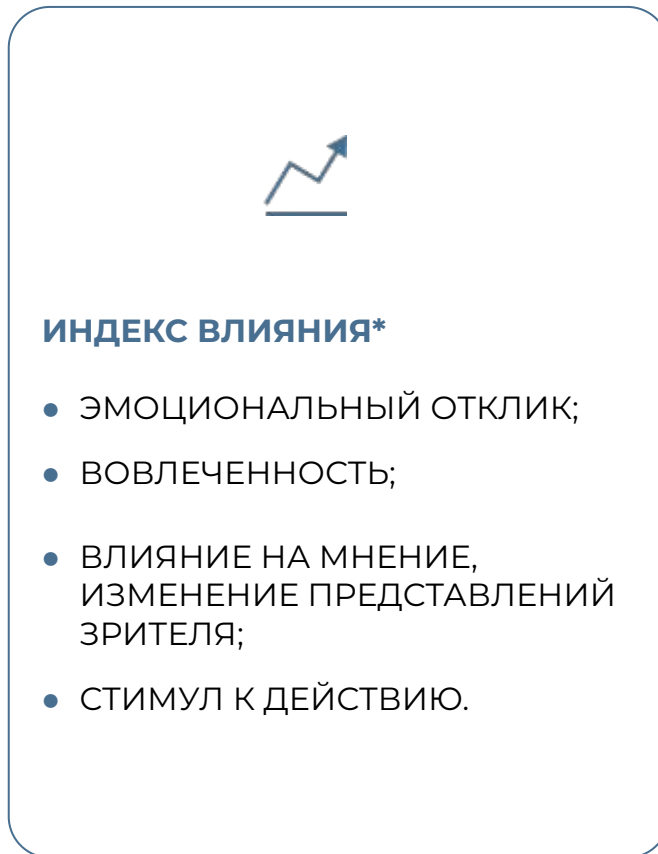 ИНДЕКС ВЛИЯНИЯ*
● ЭМОЦИОНАЛЬНЫЙ ОТКЛИК;
● ВОВЛЕЧЕННОСТЬ;
● ВЛИЯНИЕ НА МНЕНИЕ,
ИЗМЕНЕНИЕ ПРЕДСТАВЛЕНИЙ
ЗРИТЕЛЯ;
● СТИМУЛ К ДЕЙСТВИЮ.